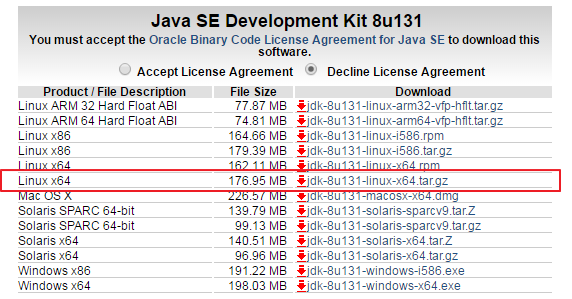 Java SE Development Kit 8u131
You must accept the Oracle Binary Code License Agreement for Java SE to download this
software.
Accept License Agreement Decline License Agreement
Product / File Description File Size Download
Linux ARM 32 Hard Float ABI 77.87 MB jdk-8u131-linux-arm32-vfp-hflt.tar.gz
Linux ARM 64 Hard Float ABI 74.81 MB jdk-8u131-linux-arm64-vfp-hflt.tar.gz
Linux x86 164.66 MB jdk-8u131-linux-i586.rpm
Linux x86 179.39 MB jdk-8u131-linux-i586.tar.gz
Linux x64 162.11 MB jdk-8u131-linux-x64.rpm
Linux x64 176.95 MB jdk-8u131-linux-x64.tar.gz
Mac OS X 226.57 MB jdk-8u131-macosx-x64.dmg
Solaris SPARC 64-bit 139.79 MB jdk-8u131-solaris-sparcv9.tar.Z
Solaris SPARC 64-bit 99.13 MB jdk-8u131-solaris-sparcv9.tar.gz
Solaris x64 140.51 MB jdk-8u131-solaris-x64.tar.Z
Solaris x64 96.96 MB jdk-8u131-solaris-x64.tar.gz
Windows x86 191.22 MB jdk-8u131-windows-i586.exe
Windows x64 198.03 MB jdk-8u131-windows-x64.exe